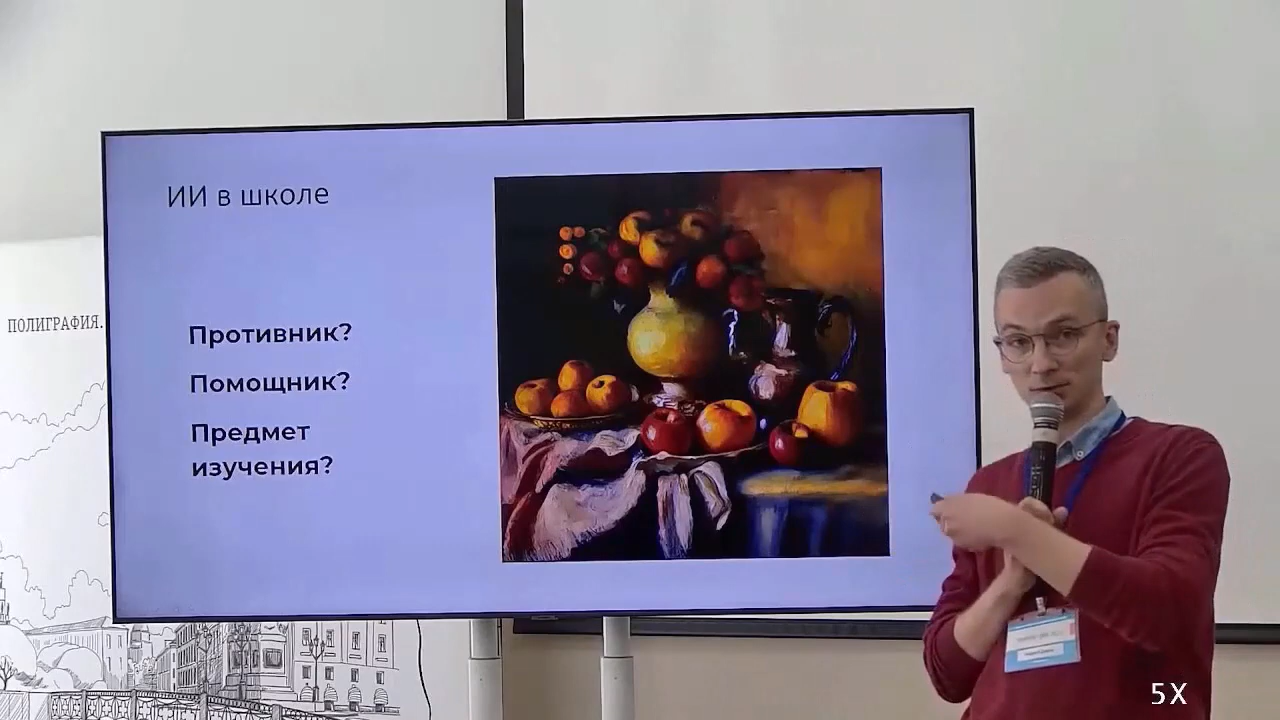 ИИ в школе
Противник?
Помощник?
Предмет
изучения?
ПОЛИГРАФИЯ.
5X